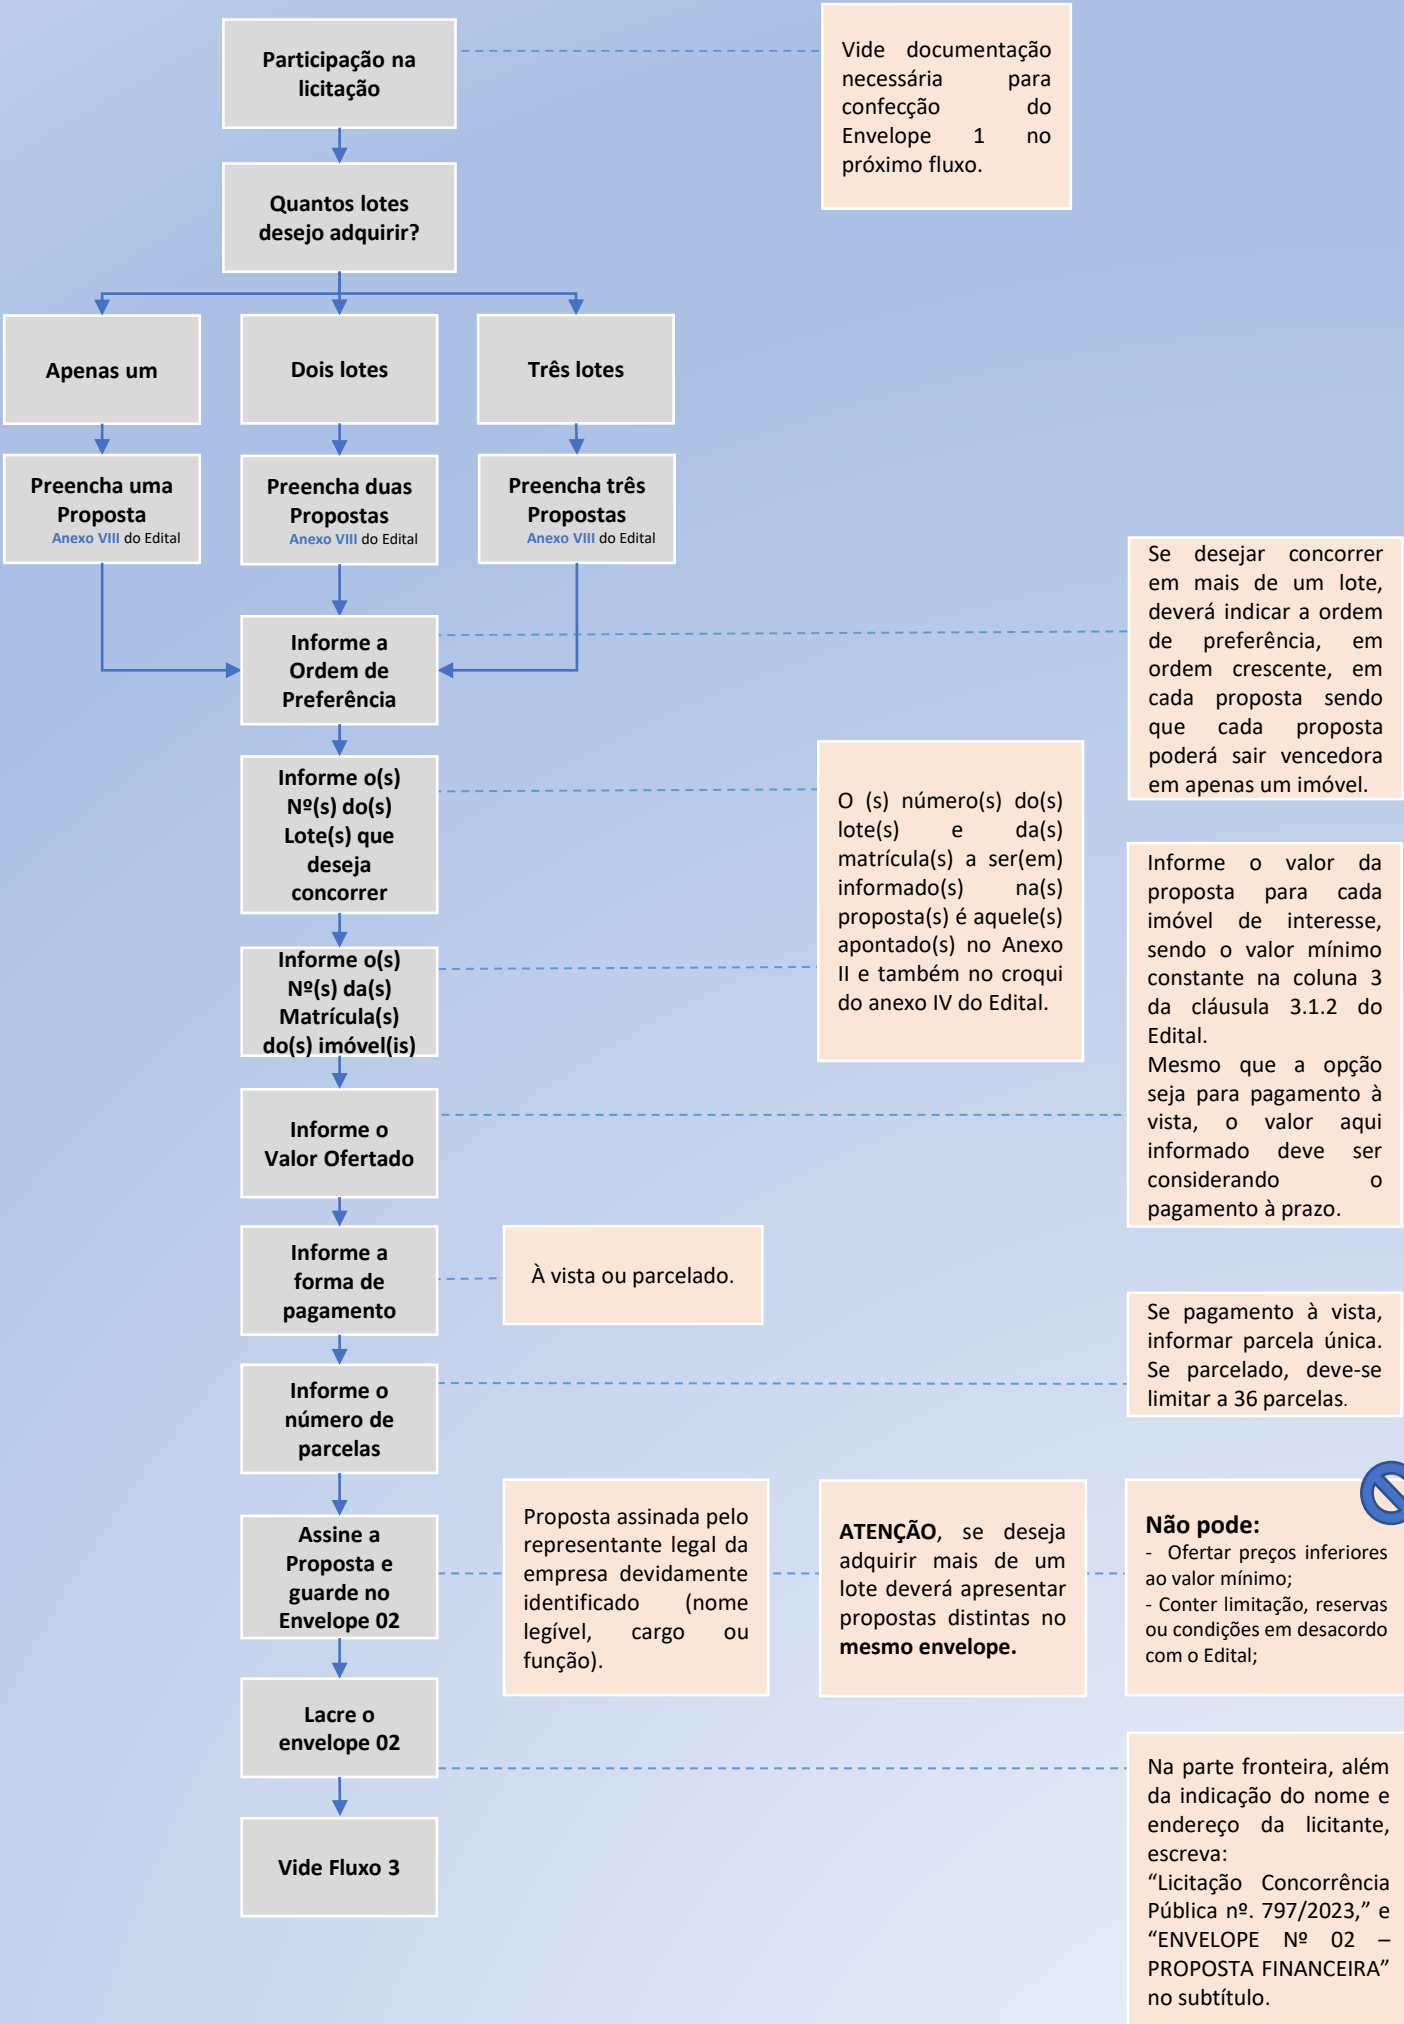 Participação na
licitação
Vide documentação
necessária para
confecção do
Envelope 1 no
próximo fluxo.
Quantos lotes
desejo adquirir?
Apenas um
Dois lotes
Três lotes
Preencha uma
Proposta
Anexo VIII do Edital
Preencha duas
Propostas
Anexo VIII do Edital
Preencha três
Propostas
Anexo VIII do Edital
Informe a
Ordem de
Preferência
Se desejar concorrer
em mais de um lote,
deverá indicar a ordem
de preferência, em
ordem crescente, em
cada proposta sendo
que cada proposta
poderá sair vencedora
em apenas um imóvel.
Informe o(s)
Nº(s) do(s)
Lote(s) que
deseja
concorrer
O (s) número(s) do(s)
lote(s) e da(s)
matrícula(s) a ser(em)
informado(s) na(s)
proposta(s) é aquele(s)
apontado(s) no Anexo
II e também no croqui
do anexo IV do Edital.
Informe o(s)
Nº(s) da(s)
Matrícula(s)
do(s) imóvel(is)
Informe o valor da
proposta para cada
imóvel de interesse,
sendo o valor mínimo
constante na coluna 3
da cláusula 3.1.2 do
Edital.
Mesmo que a opção
seja para pagamento à
vista, o valor aqui
informado deve ser
considerando o
pagamento à prazo.
Informe o
Valor Ofertado
Informe a
forma de
pagamento
À vista ou parcelado.
Informe o
número de
parcelas
Se pagamento à vista,
informar parcela única.
Se parcelado, deve-se
limitar a 36 parcelas.
Assine a
Proposta e
guarde no
Envelope 02
Proposta assinada pelo
representante legal da
empresa devidamente
identificado (nome
legível, cargo ou
função).
ATENÇÃO, se deseja
adquirir mais de um
lote deverá apresentar
propostas distintas no
mesmo envelope.
Não pode:
- Ofertar preços inferiores
ao valor mínimo;
- Conter limitação, reservas
ou condições em desacordo
com o Edital;
Lacre o
envelope 02
Na parte fronteira, além
da indicação do nome e
endereço da licitante,
escreva:
“Licitação Concorrência
Pública nº. 797/2023,” e
“ENVELOPE Nº 02 –
PROPOSTA FINANCEIRA”
no subtítulo.
Vide Fluxo 3